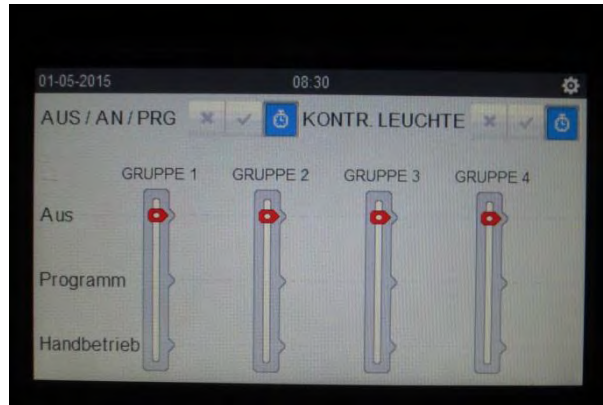 01-05-2015 08:30
AUS / AN / PRG KONTR. LEUCHTE
GRUPPE 1 GRUPPE 2 GRUPPE 3 GRUPPE 4
Aus
Programm
Handbetrieb